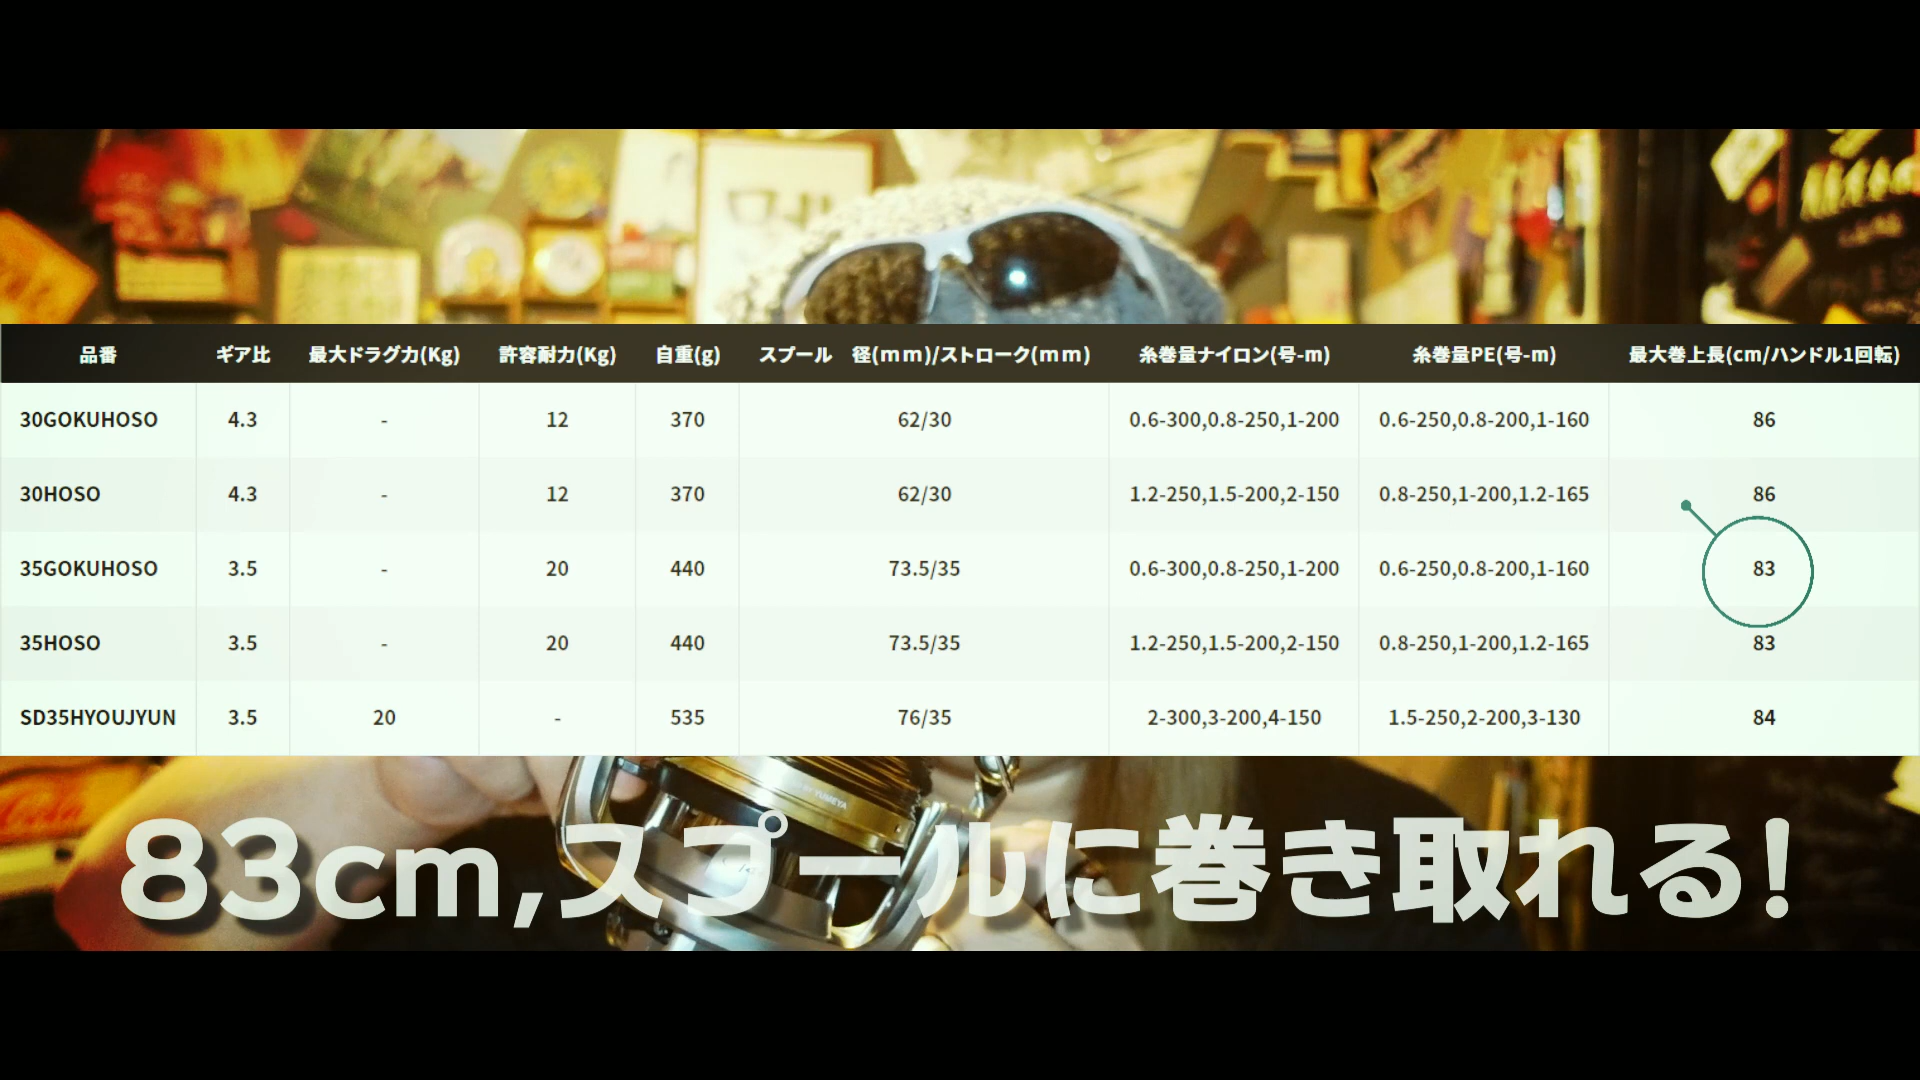 品番 ギア比 最大ドラグ力(Kg) 許容耐力(Kg) 自重(g) スプール 径(mm)/ストローク(mm) 糸巻量ナイロン(号-m) 糸巻量PE(号-m) 最大巻上長(cm/ハンドル1回転)
30GOKUHOSO 4.3 - 12 370 62/30 0.6-300,0.8-250,1-200 0.6-250,0.8-200,1-160 86
30HOSO 4.3 - 12 370 62/30 1.2-250,1.5-200,2-150 0.8-250,1-200,1.2-165 86
35GOKUHOSO 3.5 - 20 440 73.5/35 0.6-300,0.8-250,1-200 0.6-250,0.8-200,1-160 83
35HOSO 3.5 - 20 440 73.5/35 1.2-250,1.5-200,2-150 0.8-250,1-200,1.2-165 83
SD35HYOUJYUN 3.5 20 - 535 76/35 2-300,3-200,4-150 1.5-250,2-200,3-130 84
YUMEYA
83cm,スプールに巻き取れる!